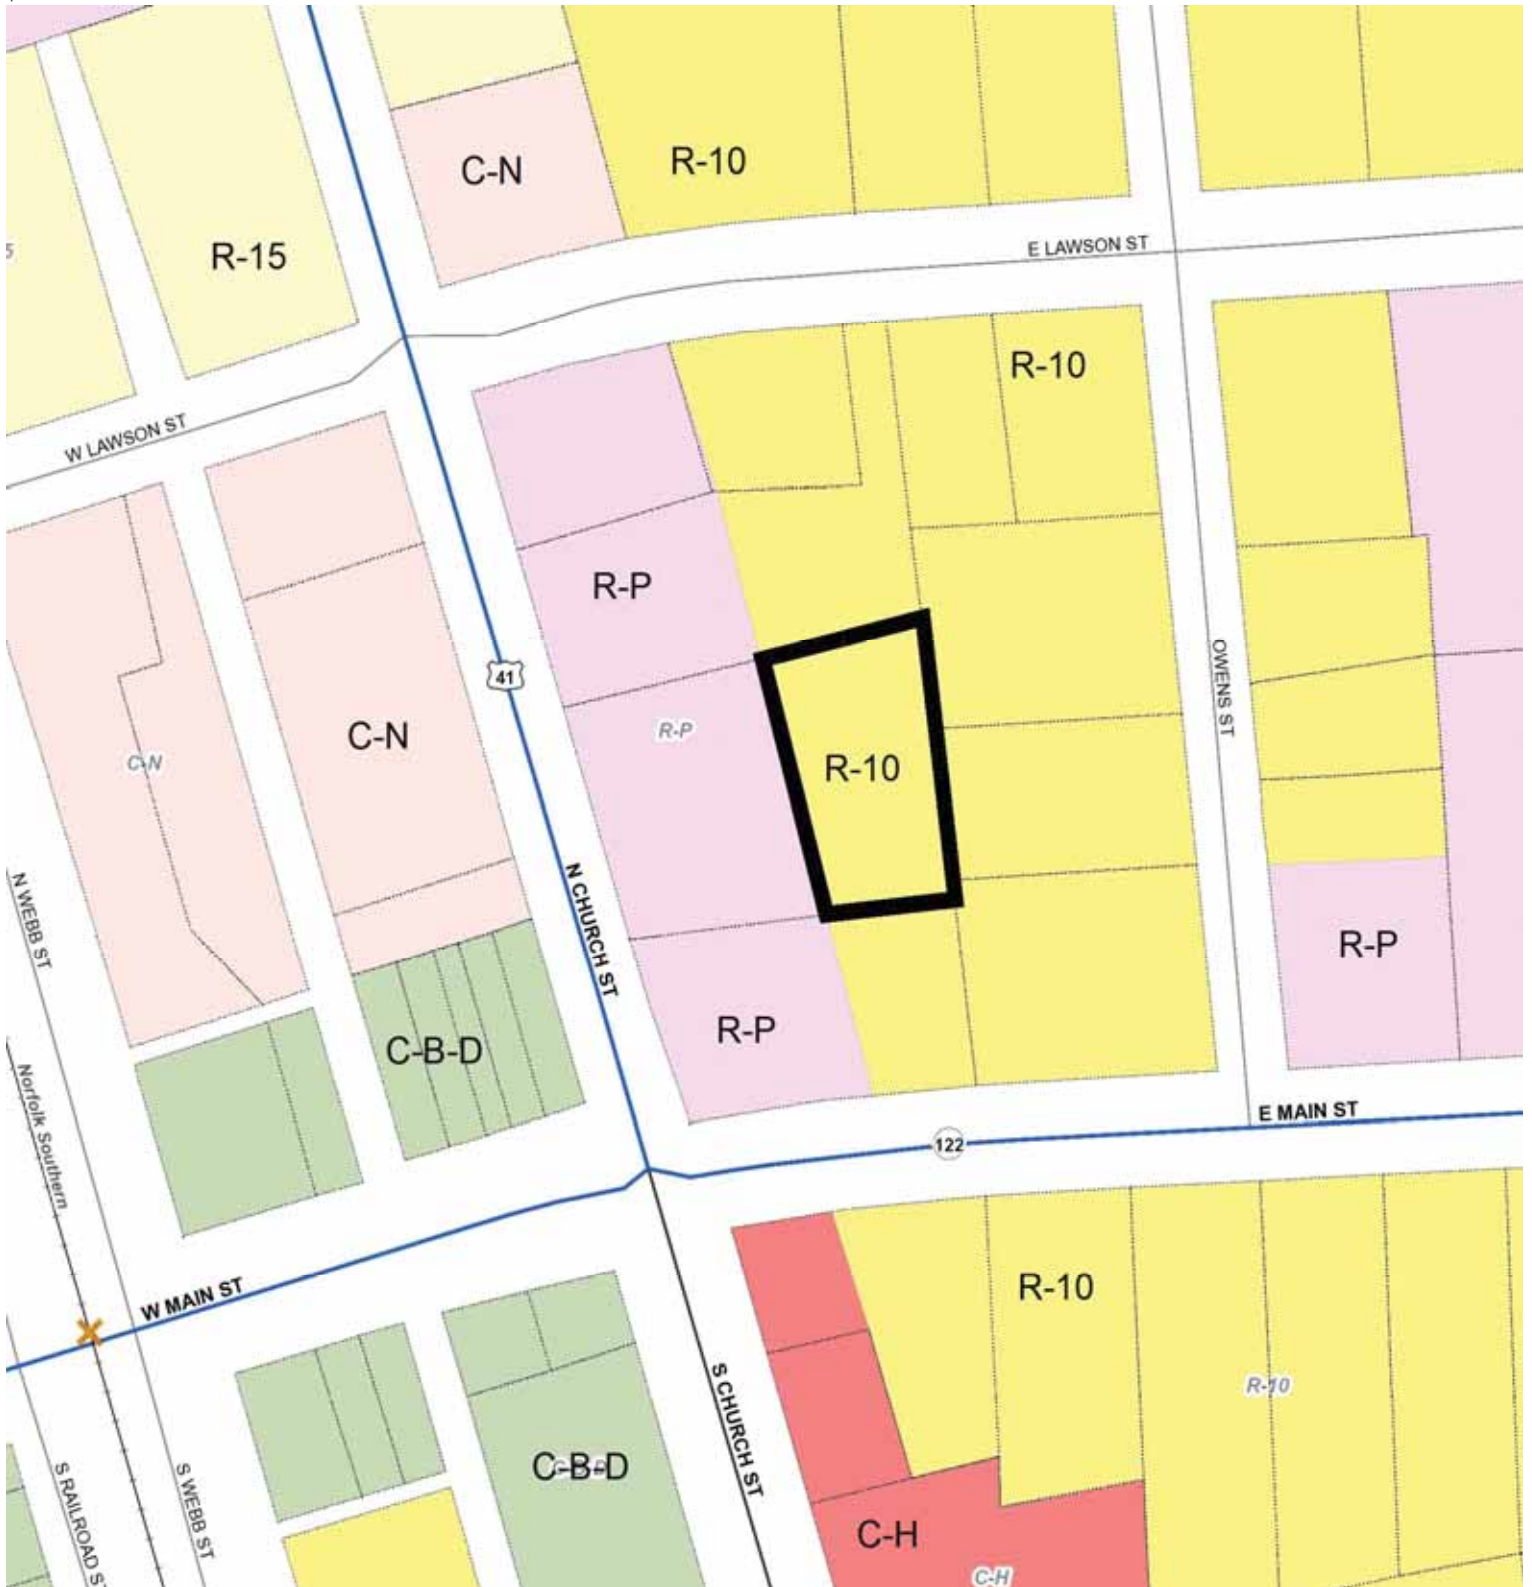 C-N
R-10
E LAWSON ST
R-15
5
R-10
W LAWSON ST
R-P
41
OWENS ST
R-P
C-N
C-N
R-10
N CHURCH ST
N WEBB ST
R-P
R-P
C-B-D
Norfolk Southern
E MAIN ST
122
W MAIN ST
R-10
R-10
S CHURCH ST
C-B-D
S RAILROAD ST
S WEBB ST
C-H
C-H